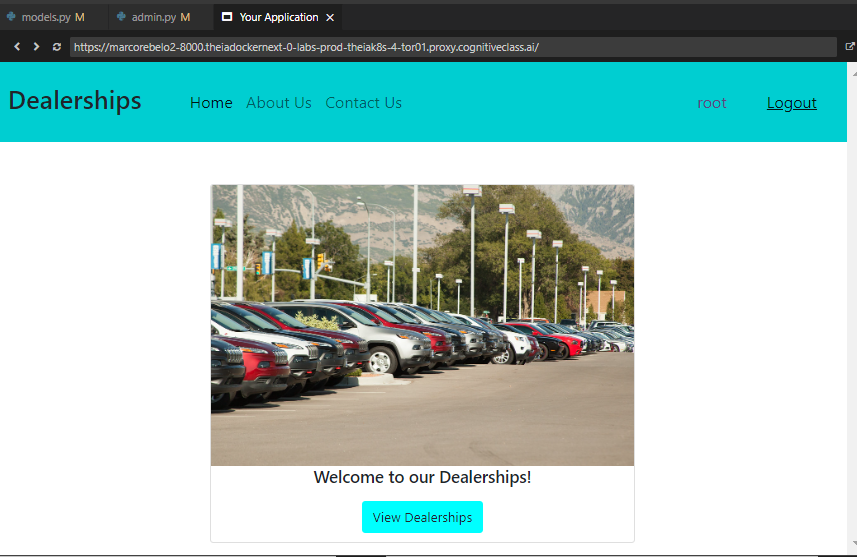 models.py M admin.py M Your Application
https://marcorebelo2-8000.theiadockernext-0-labs-prod-theiak8s-4-tor01.proxy.cognitiveclass.ai/
Dealerships Home About Us Contact Us root Logout
Welcome to our Dealerships!
View Dealerships